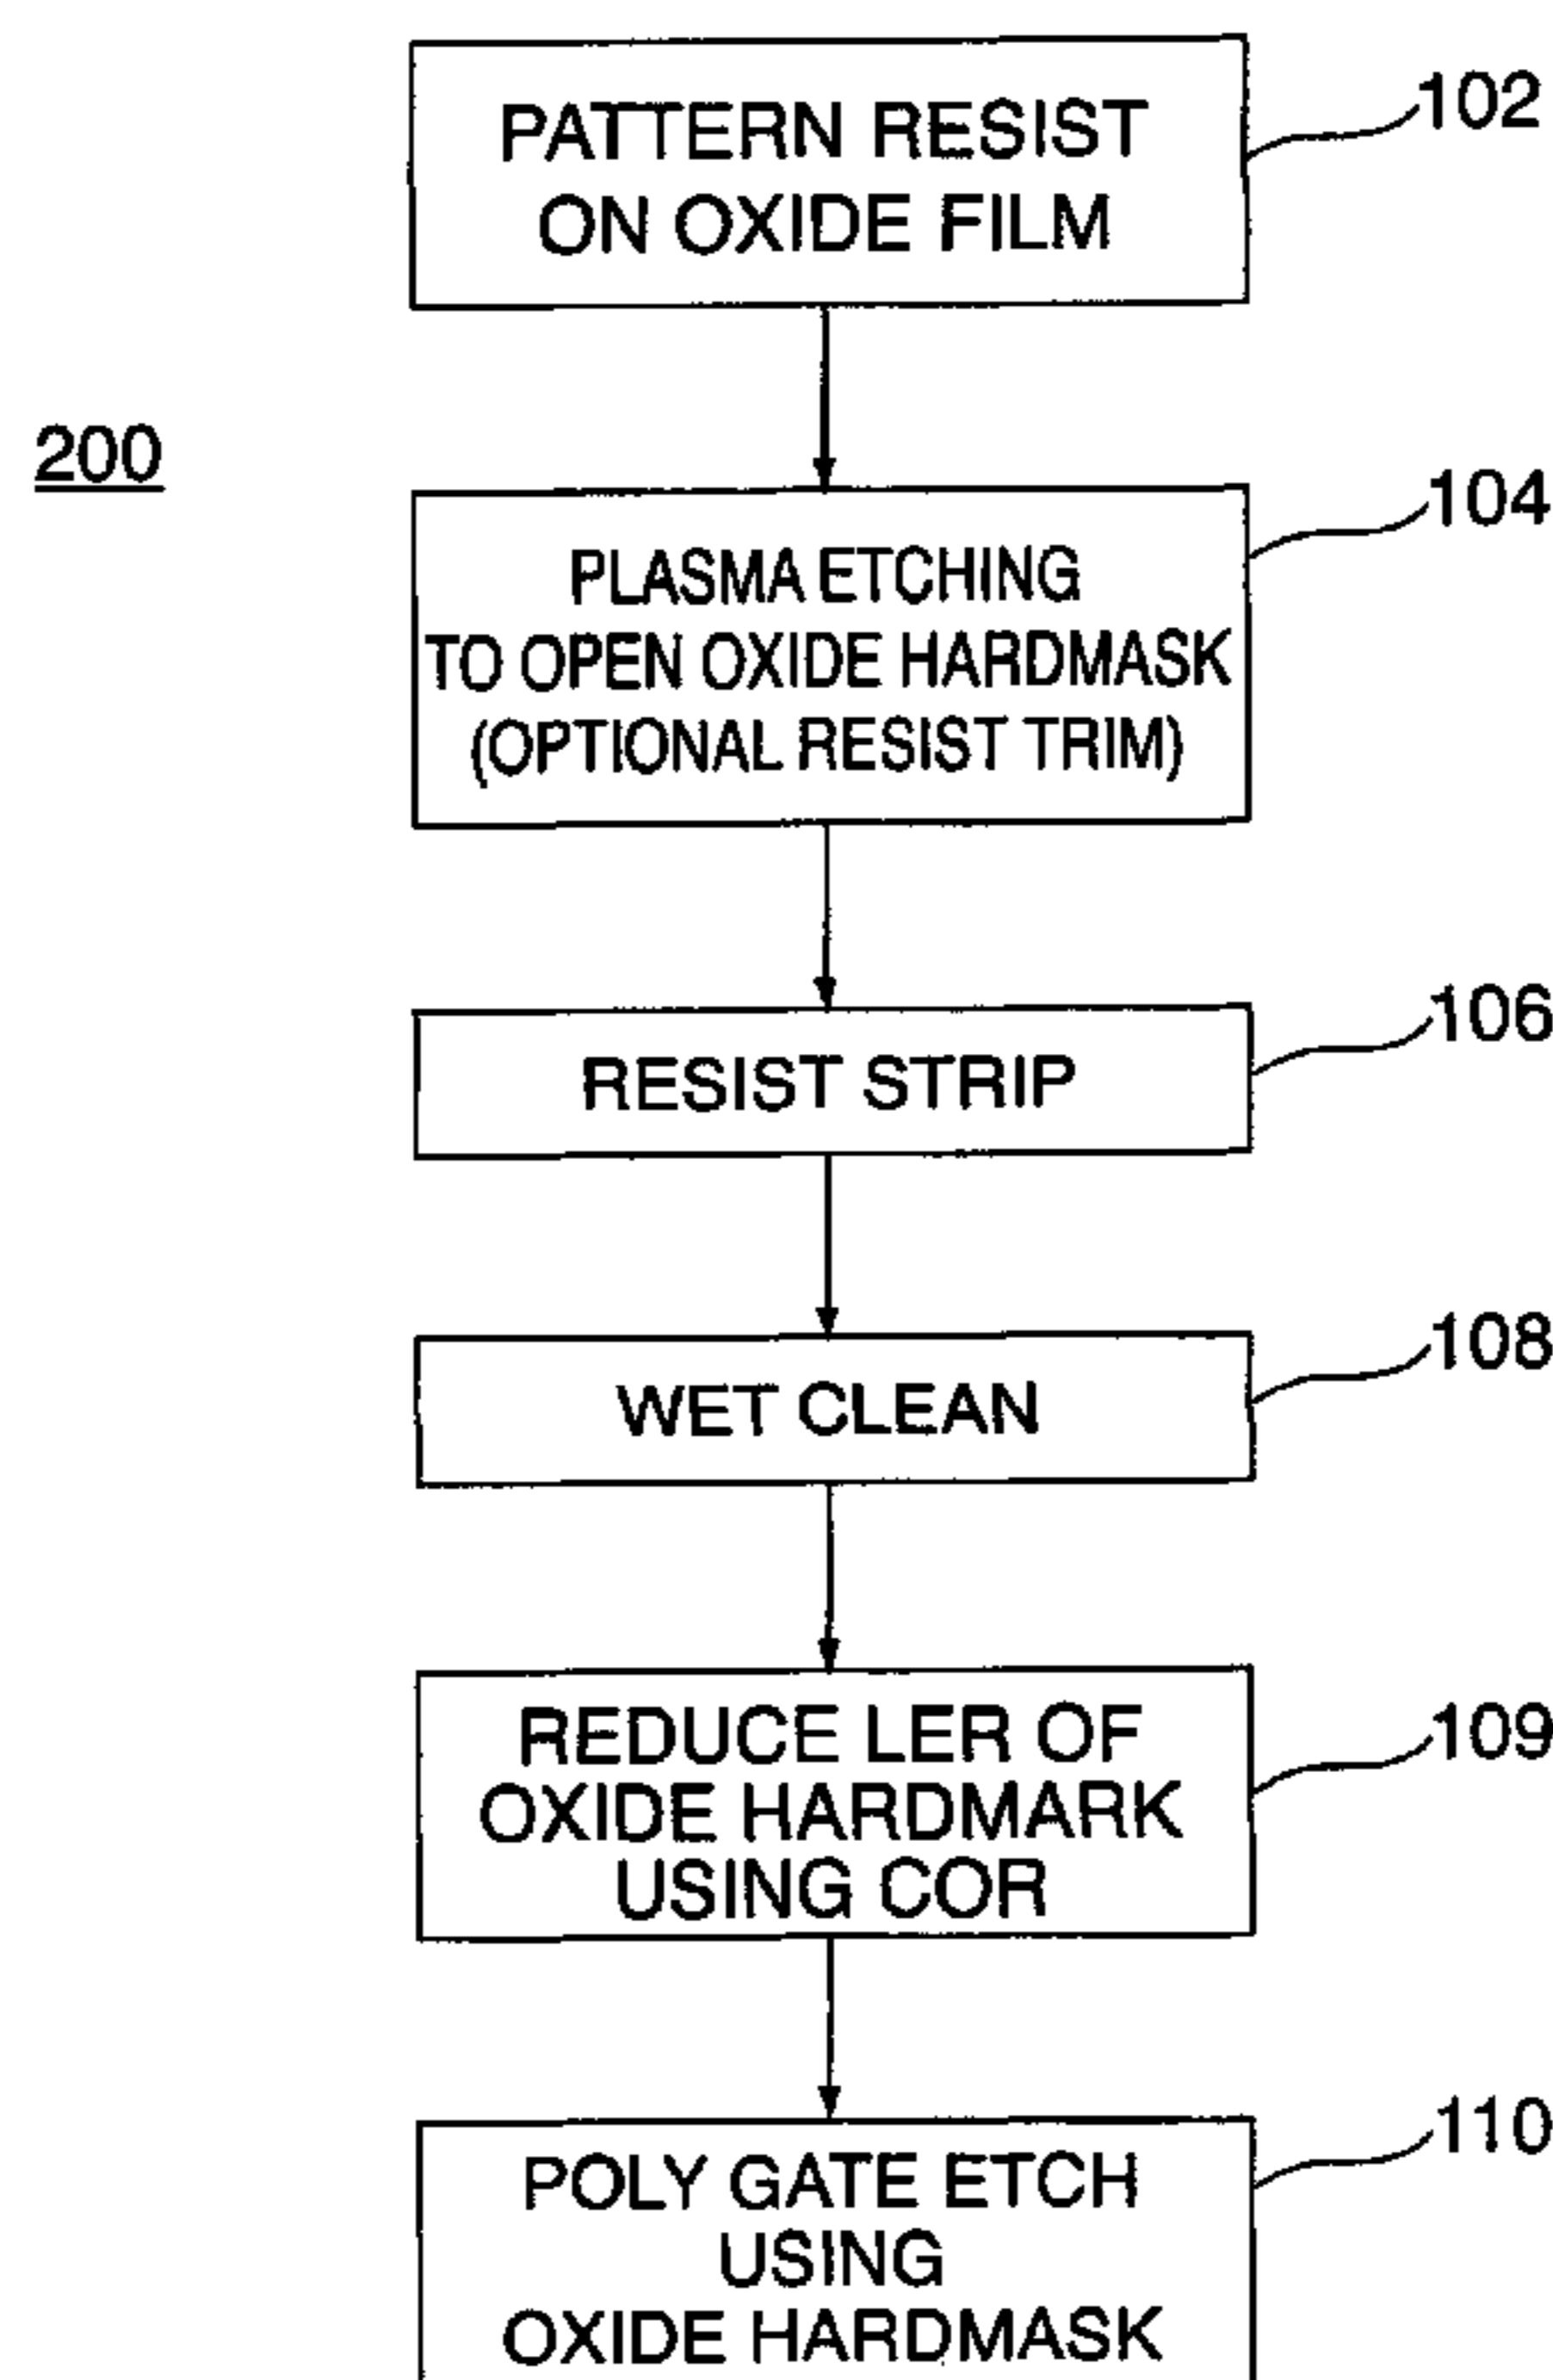 PATTERN RESIST
ON OXIDE FILM
102
200
PLASMA ETCHING
TO OPEN OXIDE HARDMASK
(OPTIONAL RESIST TRIM)
104
RESIST STRIP
106
WET CLEAN
108
REDUCE LER OF
OXIDE HARDMARK
USING COR
109
POLY GATE ETCH
USING
OXIDE HARDMASK
110